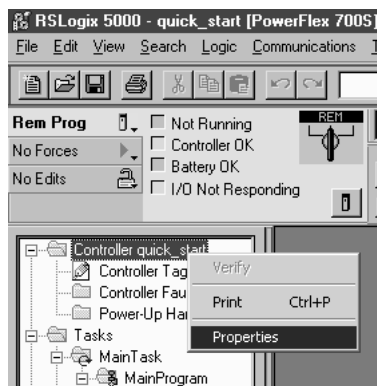 RSLogix 5000 - quick_start [PowerFlex 700S]
File Edit View Search Logic Communications
Rem Prog
Not Running
REM
No Forces
Controller OK
Battery OK
No Edits
I/O Not Responding
Controller quick_start
Controller Tag
Verify
Controller Fau
Print Ctrl+P
Power-Up Ha
Tasks
Properties
MainTask
MainProgram